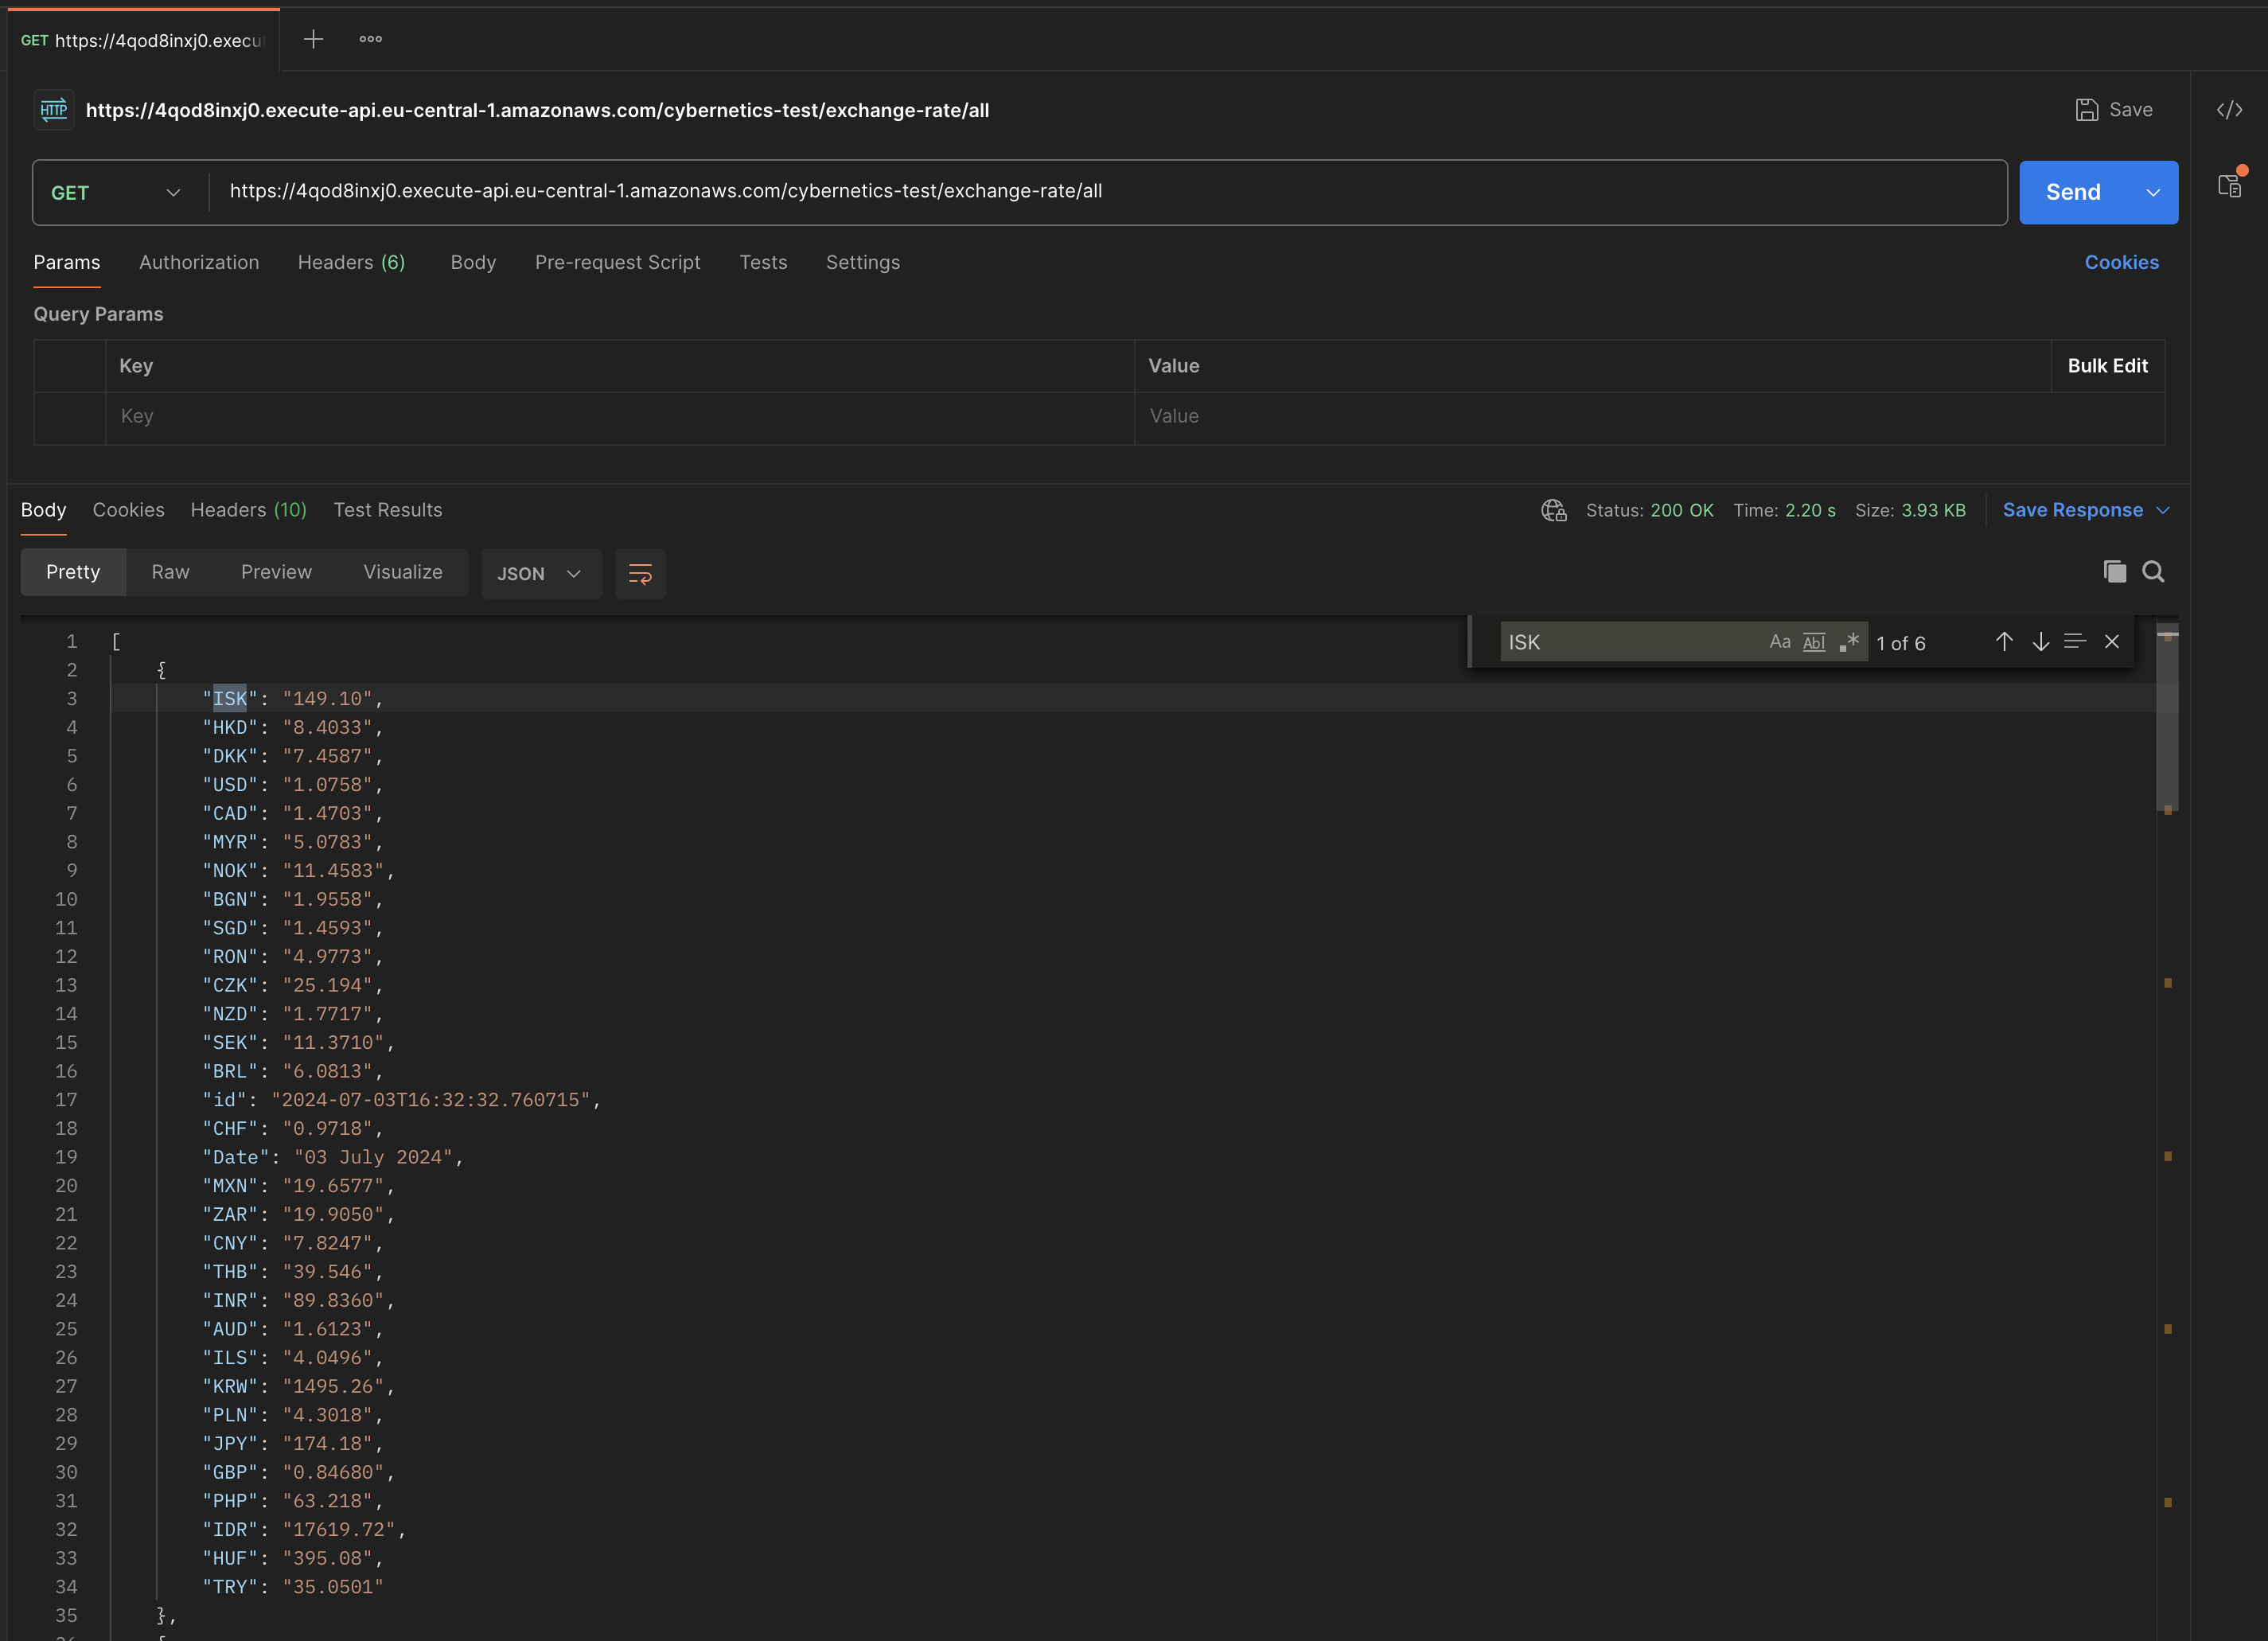 GET https://4qod8inxj0.execu
HTTP https://4qod8inxj0.execute-api.eu-central-1.amazonaws.com/cybernetics-test/exchange-rate/all Save
GET https://4qod8inxj0.execute-api.eu-central-1.amazonaws.com/cybernetics-test/exchange-rate/all Send
Params Authorization Headers (6) Body Pre-request Script Tests Settings Cookies
Query Params
Key Value Bulk Edit
Key Value
Body Cookies Headers (10) Test Results Status: 200 OK Time: 2.20 s Size: 3.93 KB Save Response
Pretty Raw Preview Visualize JSON
ISK Aa Abl .* 1 of 6
1 [
2 {
3 "ISK": "149.10",
4 "HKD": "8.4033",
5 "DKK": "7.4587",
6 "USD": "1.0758",
7 "CAD": "1.4703",
8 "MYR": "5.0783",
9 "NOK": "11.4583",
10 "BGN": "1.9558",
11 "SGD": "1.4593",
12 "RON": "4.9773",
13 "CZK": "25.194",
14 "NZD": "1.7717",
15 "SEK": "11.3710",
16 "BRL": "6.0813",
17 "id": "2024-07-03T16:32:32.760715",
18 "CHF": "0.9718",
19 "Date": "03 July 2024",
20 "MXN": "19.6577",
21 "ZAR": "19.9050",
22 "CNY": "7.8247",
23 "THB": "39.546",
24 "INR": "89.8360",
25 "AUD": "1.6123",
26 "ILS": "4.0496",
27 "KRW": "1495.26",
28 "PLN": "4.3018",
29 "JPY": "174.18",
30 "GBP": "0.84680",
31 "PHP": "63.218",
32 "IDR": "17619.72",
33 "HUF": "395.08",
34 "TRY": "35.0501"
35 },